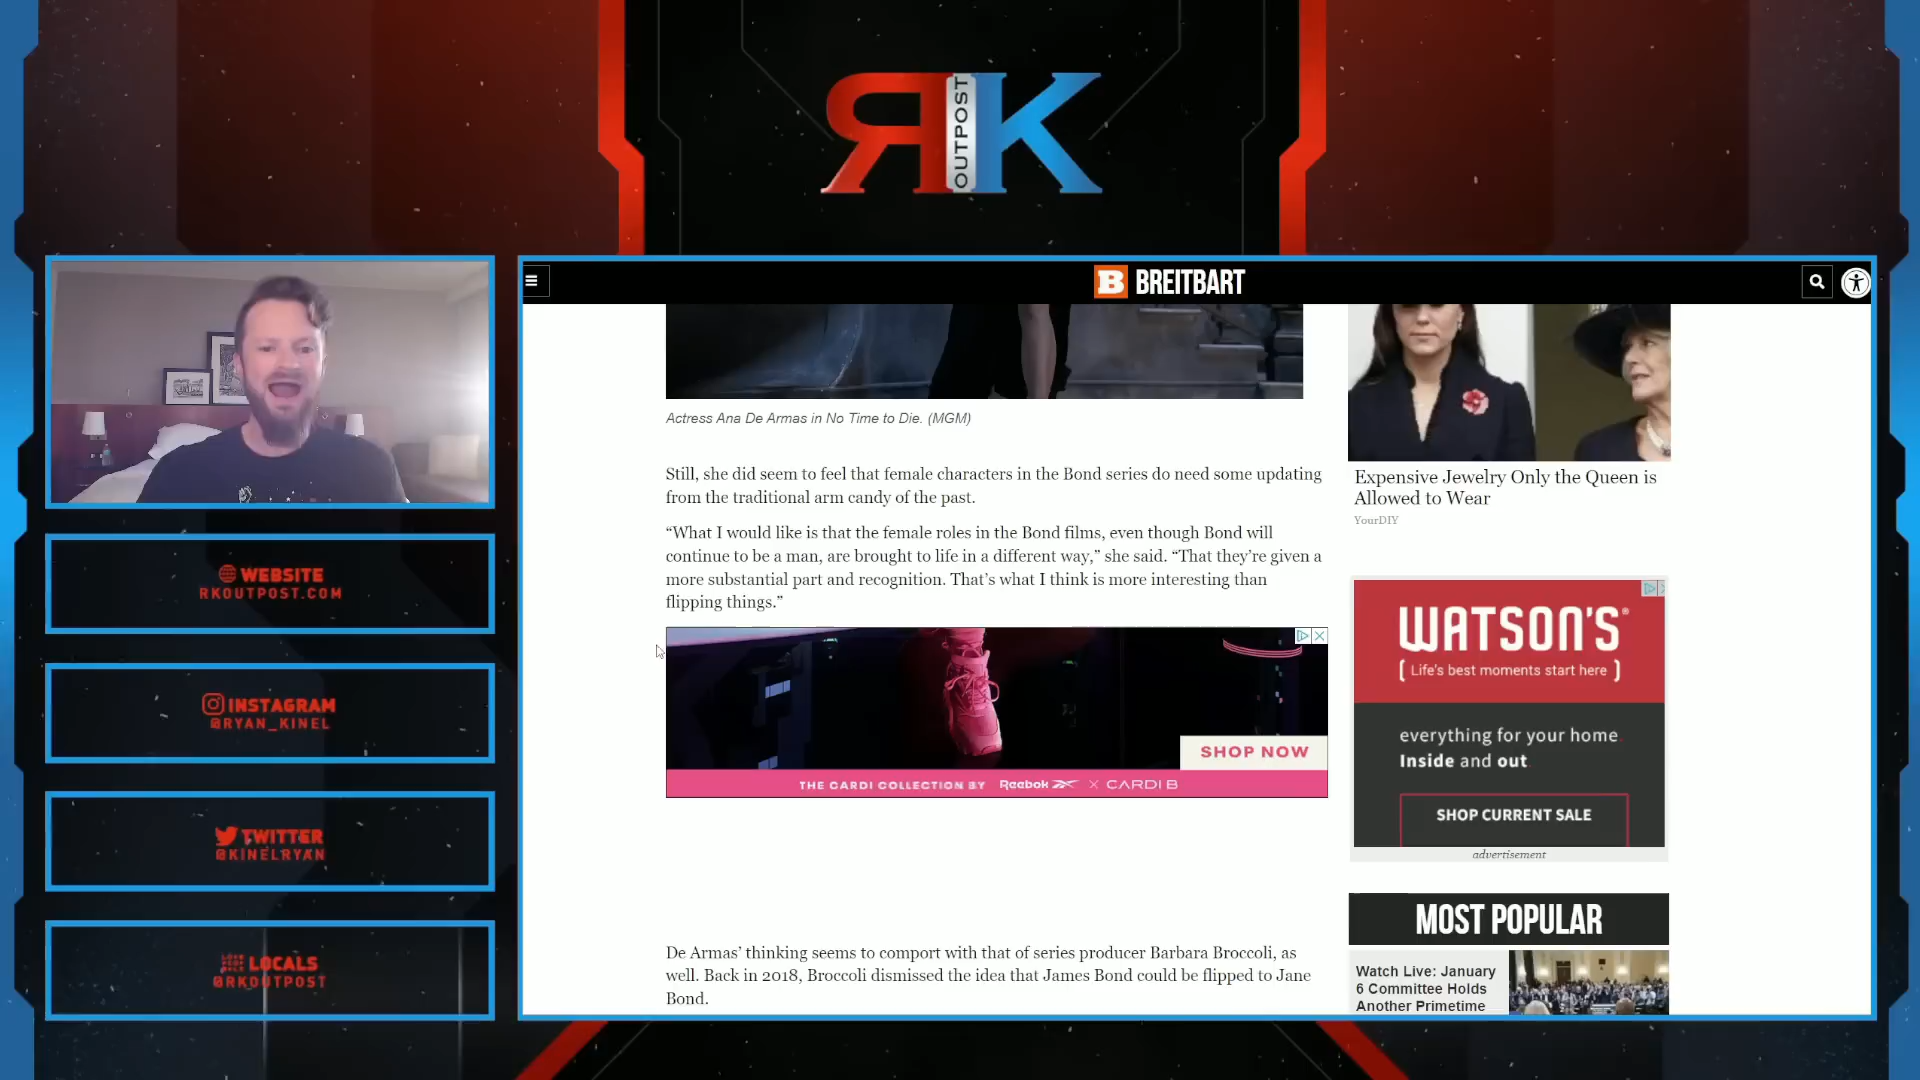 RK
OUTPOST
WEBSITE
RKOUTPOST.COM
INSTAGRAM
@RYAN_KINEL
TWITTER
@KINELRYAN
LOCALS
@RKOUTPOST
B BREITBART
Actress Ana De Armas in No Time to Die. (MGM)
Still, she did seem to feel that female characters in the Bond series do need some updating
from the traditional arm candy of the past.
“What I would like is that the female roles in the Bond films, even though Bond will
continue to be a man, are brought to life in a different way,” she said. “That they’re given a
more substantial part and recognition. That’s what I think is more interesting than
flipping things.”
SHOP NOW
THE CARDI COLLECTION BY Reebok X CARDI B
De Armas’ thinking seems to comport with that of series producer Barbara Broccoli, as
well. Back in 2018, Broccoli dismissed the idea that James Bond could be flipped to Jane
Bond.
Expensive Jewelry Only the Queen is
Allowed to Wear
YourDIY
WATSON'S®
{ Life's best moments start here }
everything for your home
Inside and out.
SHOP CURRENT SALE
advertisement
MOST POPULAR
Watch Live: January
6 Committee Holds
Another Primetime